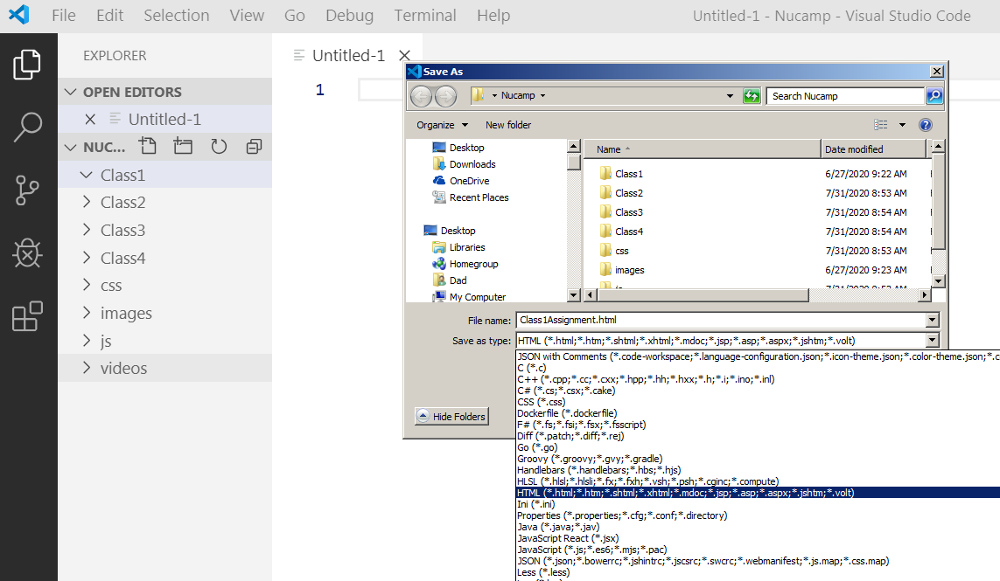 File Edit Selection View Go Debug Terminal Help Untitled-1 - Nucamp - Visual Studio Code
EXPLORER
OPEN EDITORS
Untitled-1
NUC...
Class1
Class2
Class3
Class4
css
images
js
videos
Untitled-1
1
Save As
Nucamp
Search Nucamp
Organize New folder
Desktop
Downloads
OneDrive
Recent Places
Desktop
Libraries
Homegroup
Dad
My Computer
Name Date modified
Class1 6/27/2020 9:22 AM
Class2 7/31/2020 8:53 AM
Class3 7/31/2020 8:54 AM
Class4 7/31/2020 8:54 AM
css 7/31/2020 8:53 AM
images 6/27/2020 9:23 AM
File name: Class1Assignment.html
Save as type: HTML (*.html;*.htm;*.shtml;*.xhtml;*.mdoc;*.jsp;*.asp;*.aspx;*.jshtm;*.volt)
Hide Folders
JSON with Comments (*.code-workspace;*.language-configuration.json;*.icon-theme.json;*.color-theme.json;*.c
C (*.c)
C++ (*.cpp;*.cc;*.cxx;*.hpp;*.hh;*.hxx;*.h;*.i;*.ino;*.inl)
C# (*.cs;*.csx;*.cake)
CSS (*.css)
Dockerfile (*.dockerfile)
F# (*.fs;*.fsi;*.fsx;*.fsscript)
Diff (*.patch;*.diff;*.rej)
Go (*.go)
Groovy (*.groovy;*.gvy;*.gradle)
Handlebars (*.handlebars;*.hbs;*.hjs)
HLSL (*.hlsl;*.hlsli;*.fx;*.fxh;*.vsh;*.psh;*.cginc;*.compute)
HTML (*.html;*.htm;*.shtml;*.xhtml;*.mdoc;*.jsp;*.asp;*.aspx;*.jshtm;*.volt)
Ini (*.ini)
Properties (*.properties;*.cfg;*.conf;*.directory)
Java (*.java;*.jav)
JavaScript React (*.jsx)
JavaScript (*.js;*.es6;*.mjs;*.pac)
JSON (*.json;*.bowerrc;*.jshintrc;*.jscsrc;*.swcrc;*.webmanifest;*.js.map;*.css.map)
Less (*.less)